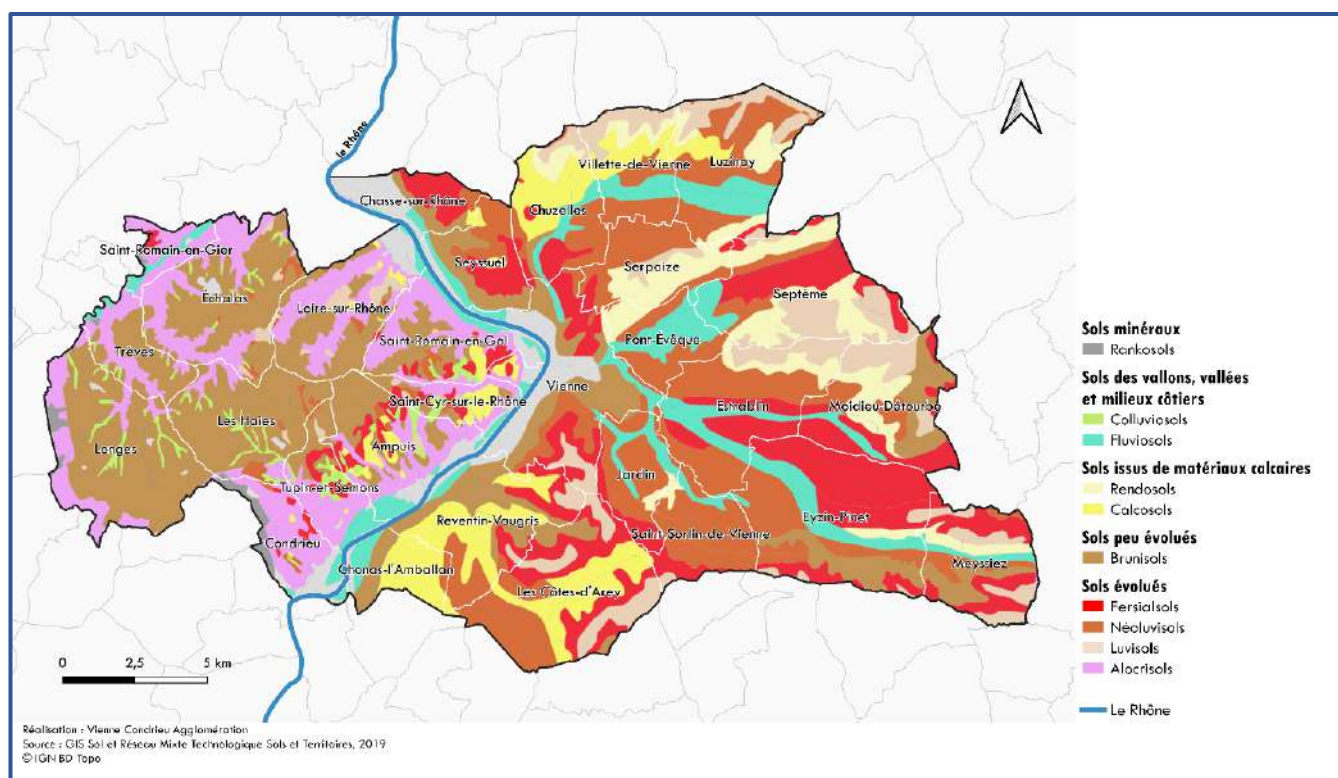 le Rhône
Chasse-sur-Rhône
Villette-de-Vienne
Luzinay
Chuzelles
Saint-Romain-en-Gier
Seyssuel
Serpaize
Échalas
Loire-sur-Rhône
Septème
Saint-Romain-en-Gal
Pont-Évêque
Trèves
Vienne
Saint-Cyr-sur-le-Rhône
Estrablin
Moidieu-Détourbe
Les Haies
Longes
Ampuis
Jardin
Tupin-et-Semons
Eyzin-Pinet
Reventin-Vaugris
Saint-Sorlin-de-Vienne
Condrieu
Meyssiez
Chonas-l'Amballan
Les Côtes-d'Arey
0 2,5 5 km
Sols minéraux
Rankosols
Sols des vallons, vallées
et milieux côtiers
Colluviosols
Fluviosols
Sols issus de matériaux calcaires
Rendosols
Calcosols
Sols peu évolués
Brunisols
Sols évolués
Fersialsols
Néoluvisols
Luvisols
Alocrisols
Le Rhône
Réalisation : Vienne Condrieu Agglomération
Source : GIS Sol et Réseau Mixte Technologique Sols et Territoires, 2019
© IGN BD Topo